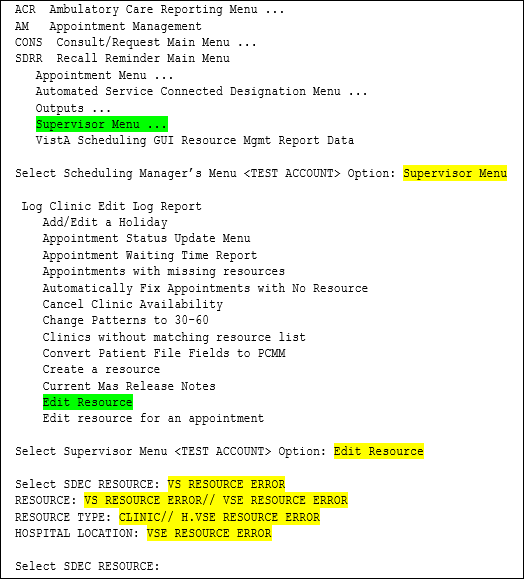 ACR  Ambulatory Care Reporting Menu ...
AM   Appointment Management
CONS  Consult/Request Main Menu ...
SDRR  Recall Reminder Main Menu
   Appointment Menu ...
   Automated Service Connected Designation Menu ...
   Outputs ...
   Supervisor Menu ...
   VistA Scheduling GUI Resource Mgmt Report Data
Select Scheduling Manager's Menu <TEST ACCOUNT> Option: Supervisor Menu
 Log Clinic Edit Log Report
    Add/Edit a Holiday
    Appointment Status Update Menu
    Appointment Waiting Time Report
    Appointments with missing resources
    Automatically Fix Appointments with No Resource
    Cancel Clinic Availability
    Change Patterns to 30-60
    Clinics without matching resource list
    Convert Patient File Fields to PCMM
    Create a resource
    Current Mas Release Notes
    Edit Resource
    Edit resource for an appointment
Select Supervisor Menu <TEST ACCOUNT> Option: Edit Resource
Select SDEC RESOURCE: VS RESOURCE ERROR
RESOURCE: VS RESOURCE ERROR// VSE RESOURCE ERROR
RESOURCE TYPE: CLINIC// H.VSE RESOURCE ERROR
HOSPITAL LOCATION: VSE RESOURCE ERROR
Select SDEC RESOURCE: